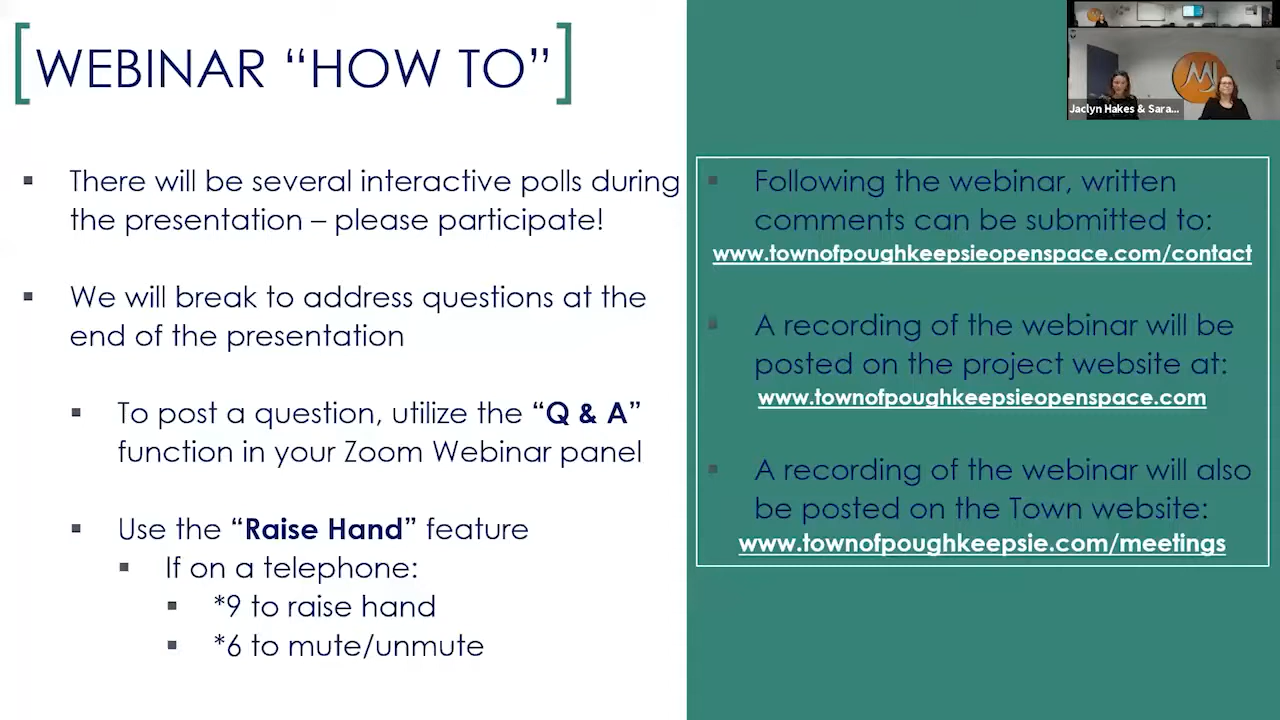 WEBINAR “HOW TO”
There will be several interactive polls during
the presentation – please participate!
We will break to address questions at the
end of the presentation
To post a question, utilize the “Q & A”
function in your Zoom Webinar panel
Use the “Raise Hand” feature
If on a telephone:
*9 to raise hand
*6 to mute/unmute
Following the webinar, written
comments can be submitted to:
www.townofpoughkeepsieopenspace.com/contact
A recording of the webinar will be
posted on the project website at:
www.townofpoughkeepsieopenspace.com
A recording of the webinar will also
be posted on the Town website:
www.townofpoughkeepsie.com/meetings
MJ
Jaclyn Hakes & Sara...